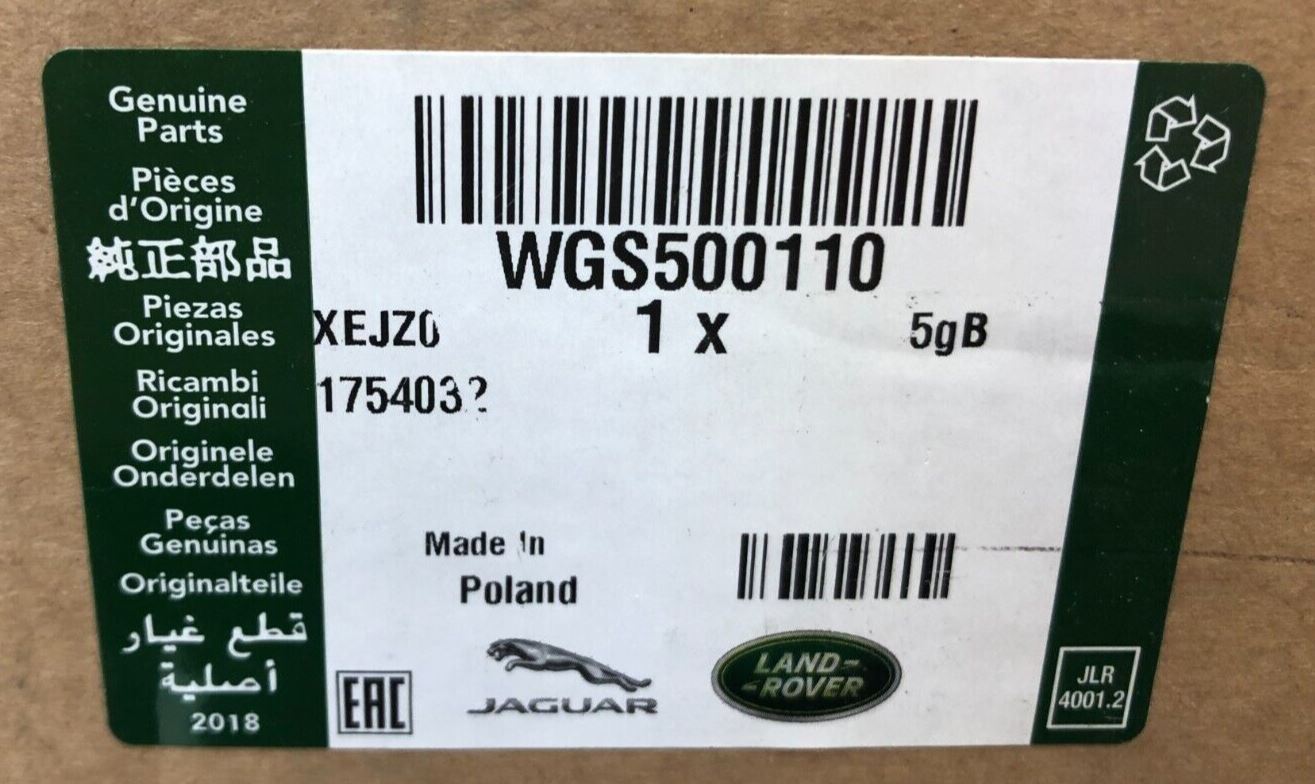 Genuine
Parts
Pièces
d'Origine
純正部品
Piezas
Originales
Ricambi
Originali
Originele
Onderdelen
Peças
Genuinas
Originalteile
قطع غيار
أصلية
2018
WGS500110
XEJZ0
1 x
5gB
Made In
Poland
EAC
JAGUAR
LAND-
-ROVER
JLR
4001.2